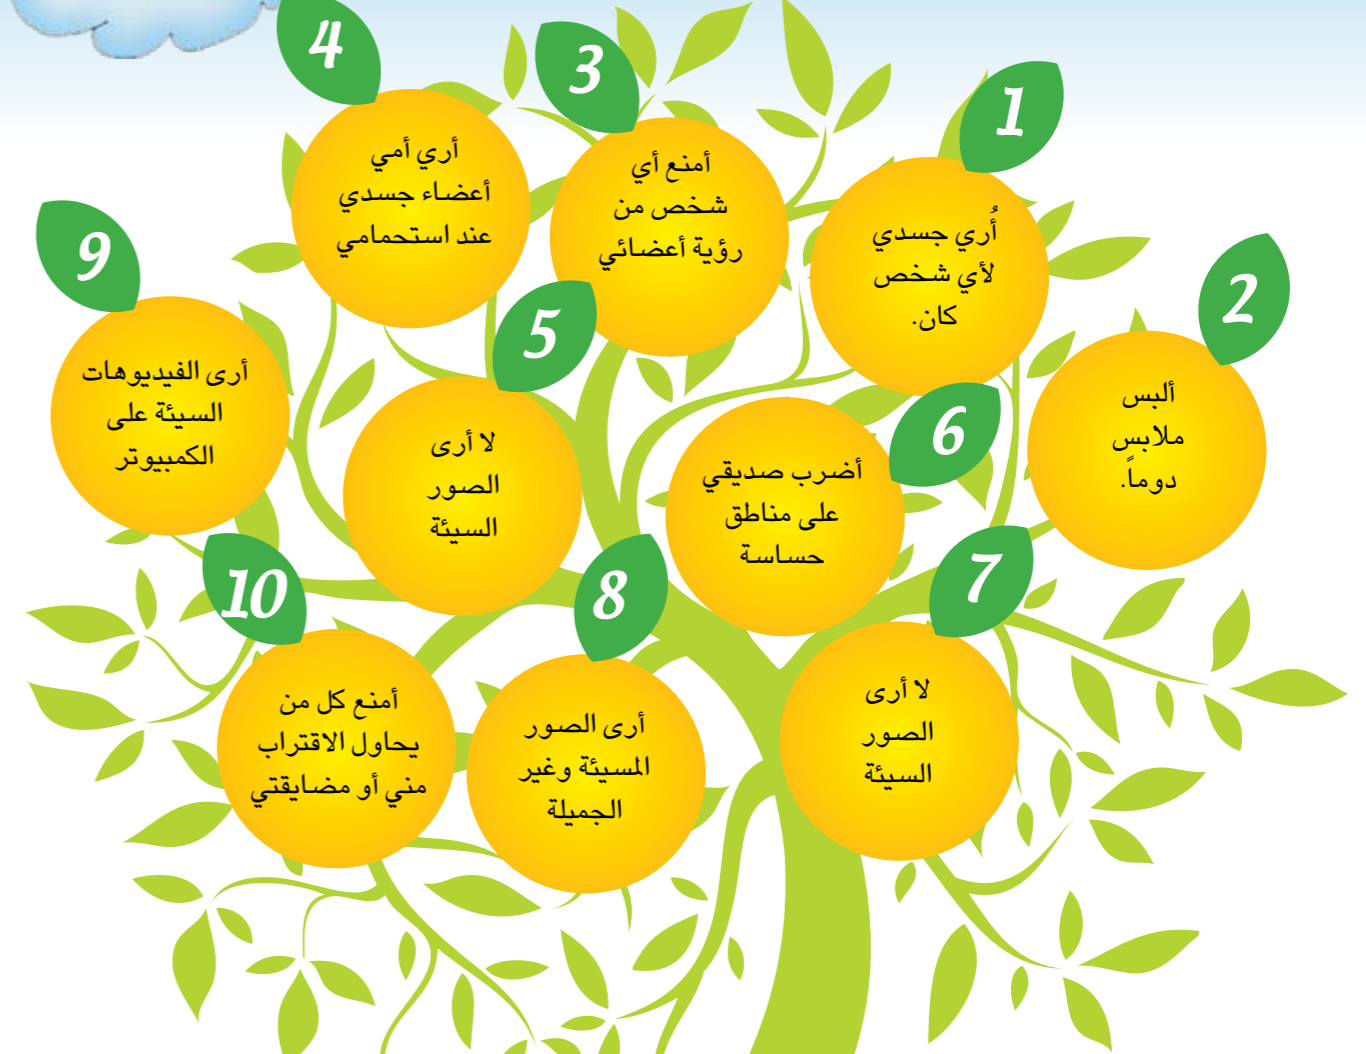 1
أُري جسدي
لأي شخص
كان.
2
ألبس
ملابس
دوماً.
3
أمنع أي
شخص من
رؤية أعضائي
4
أري أمي
أعضاء جسدي
عند استحمامي
5
لا أرى
الصور
السيئة
6
أضرب صديقي
على مناطق
حساسة
7
لا أرى
الصور
السيئة
8
أرى الصور
المسيئة وغير
الجميلة
9
أرى الفيديوهات
السيئة على
الكمبيوتر
10
أمنع كل من
يحاول الاقتراب
مني أو مضايقتي